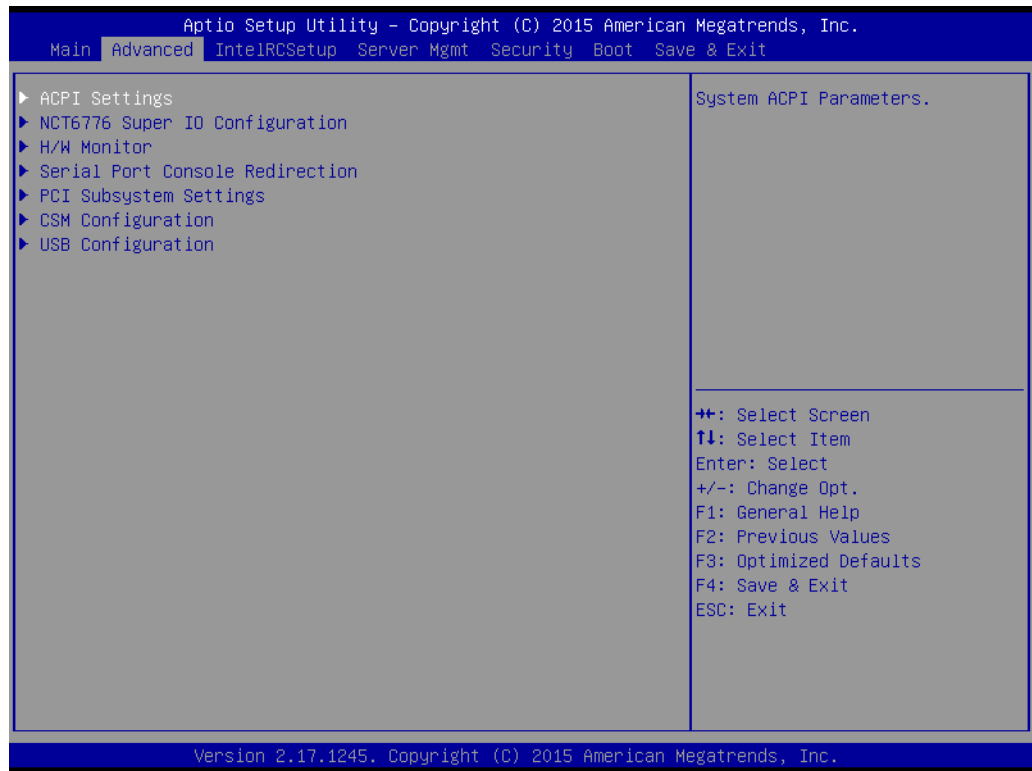 Aptio Setup Utility – Copyright (C) 2015 American Megatrends, Inc.
Main Advanced IntelRCSetup Server Mgmt Security Boot Save & Exit
▶ ACPI Settings
▶ NCT6776 Super IO Configuration
▶ H/W Monitor
▶ Serial Port Console Redirection
▶ PCI Subsystem Settings
▶ CSM Configuration
▶ USB Configuration
System ACPI Parameters.
→←: Select Screen
↑↓: Select Item
Enter: Select
+/-: Change Opt.
F1: General Help
F2: Previous Values
F3: Optimized Defaults
F4: Save & Exit
ESC: Exit
Version 2.17.1245. Copyright (C) 2015 American Megatrends, Inc.